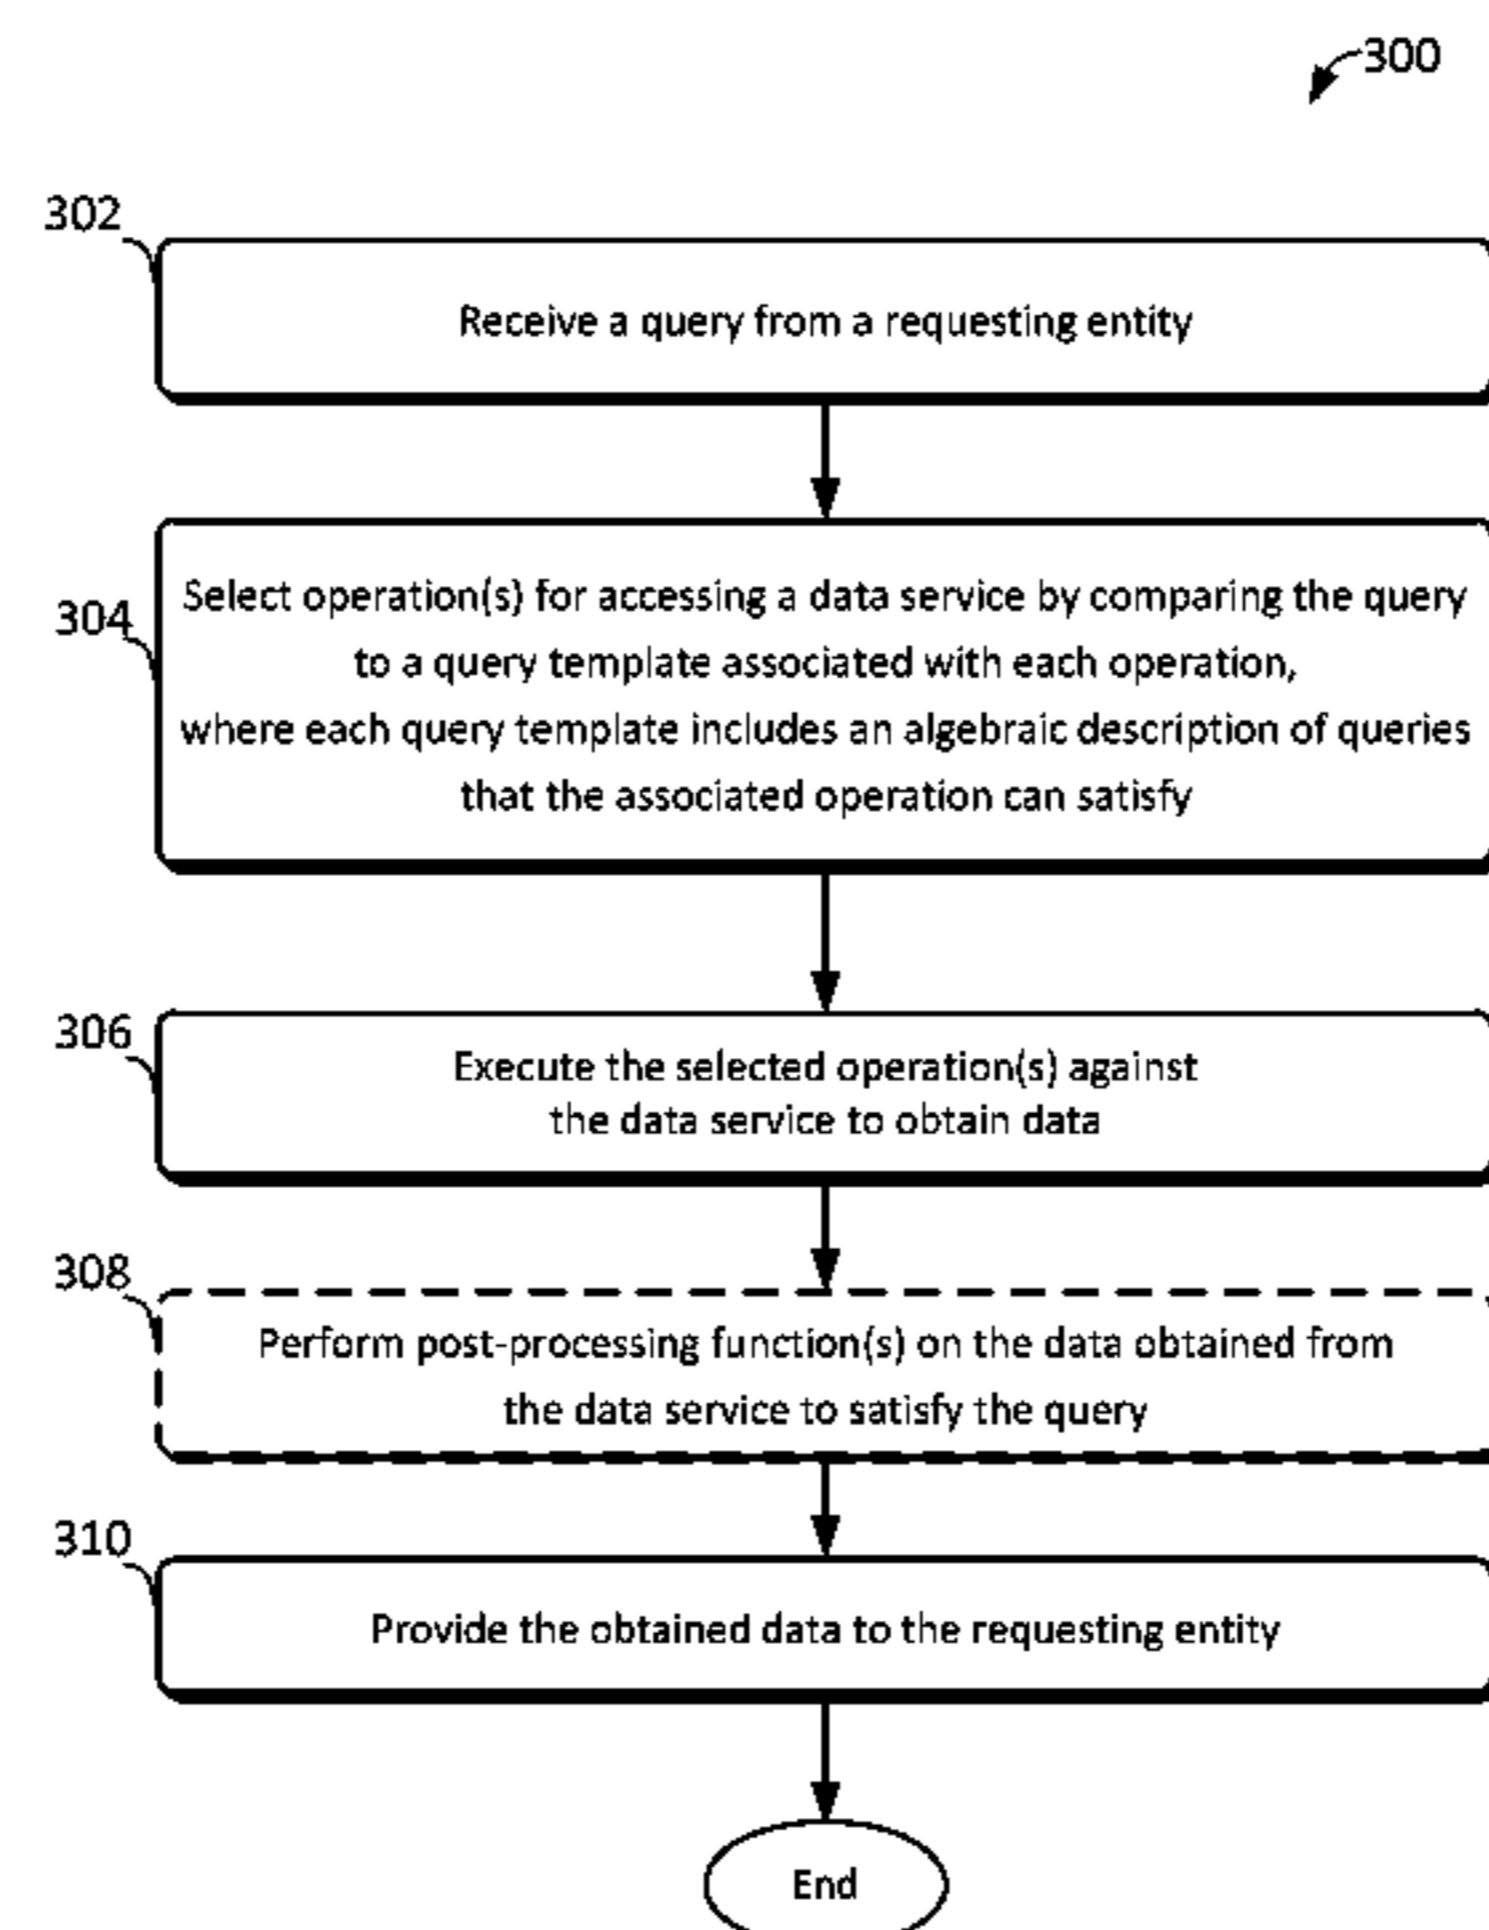 300
302
Receive a query from a requesting entity
304
Select operation(s) for accessing a data service by comparing the query
to a query template associated with each operation,
where each query template includes an algebraic description of queries
that the associated operation can satisfy
306
Execute the selected operation(s) against
the data service to obtain data
308
Perform post-processing function(s) on the data obtained from
the data service to satisfy the query
310
Provide the obtained data to the requesting entity
End